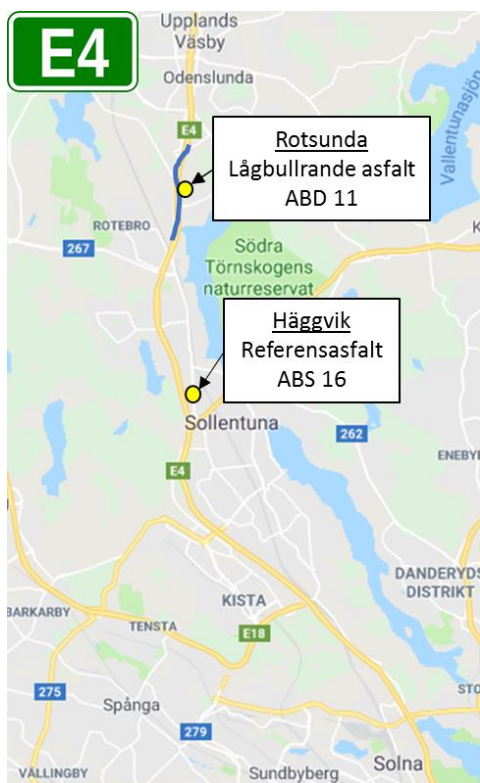 E4
Upplands
Väsby
Odenslunda
E4
Rotsunda
Lågbullrande asfalt
ABD 11
Vallentunasjön
ROTEBRO
267
Södra
Törnskogens
naturreservat
K
Häggvik
Referensasfalt
ABS 16
Sollentuna
262
E4
ENEBY
DANDERYDS
DISTRIKT
KISTA
BARKARBY
TENSTA
E18
275
STO
Spånga
279
Solna
VÄLLINGBY
Sundbyberg